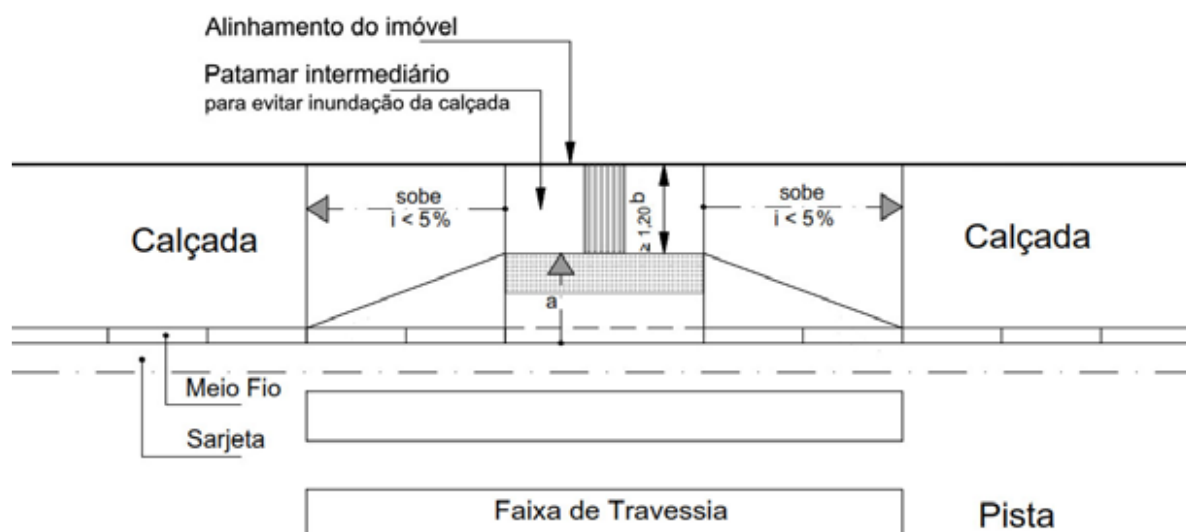 Alinhamento do imóvel
Patamar intermediário
para evitar inundação da calçada
Calçada
sobe
i < 5%
≥ 1,20
b
sobe
i < 5%
Calçada
a
Meio Fio
Sarjeta
Faixa de Travessia
Pista